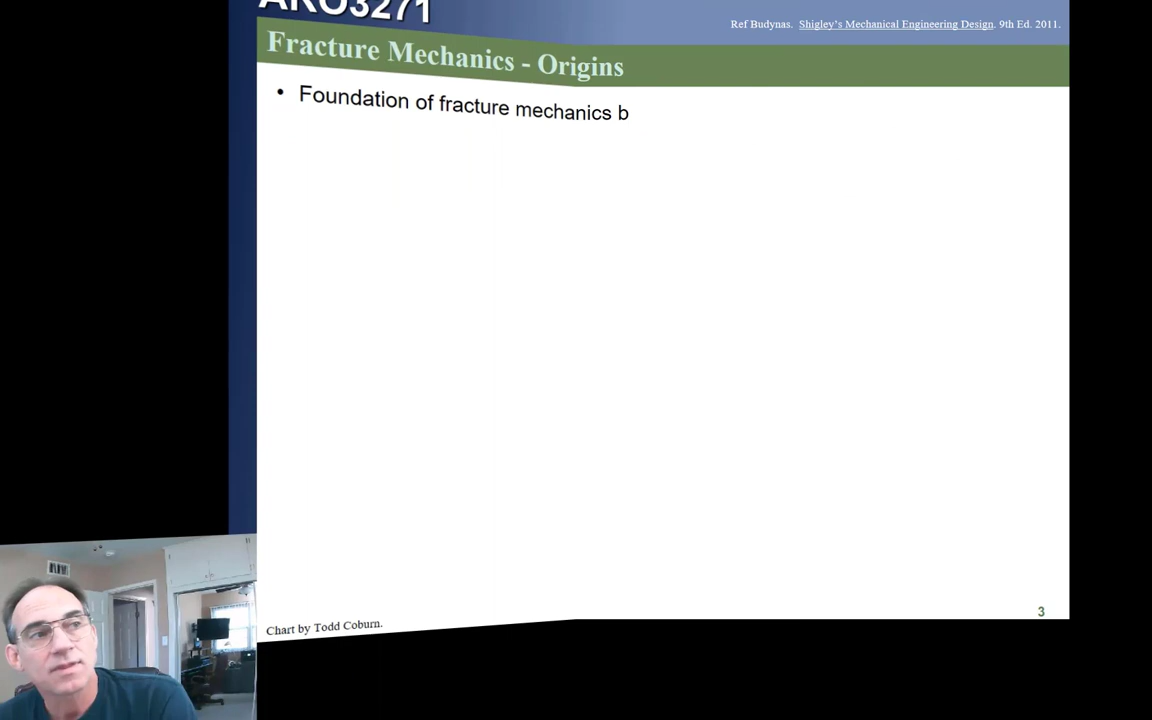 ARO3271
Ref Budynas. Shigley's Mechanical Engineering Design. 9th Ed. 2011.
Fracture Mechanics - Origins
• Foundation of fracture mechanics b
Chart by Todd Coburn.
3